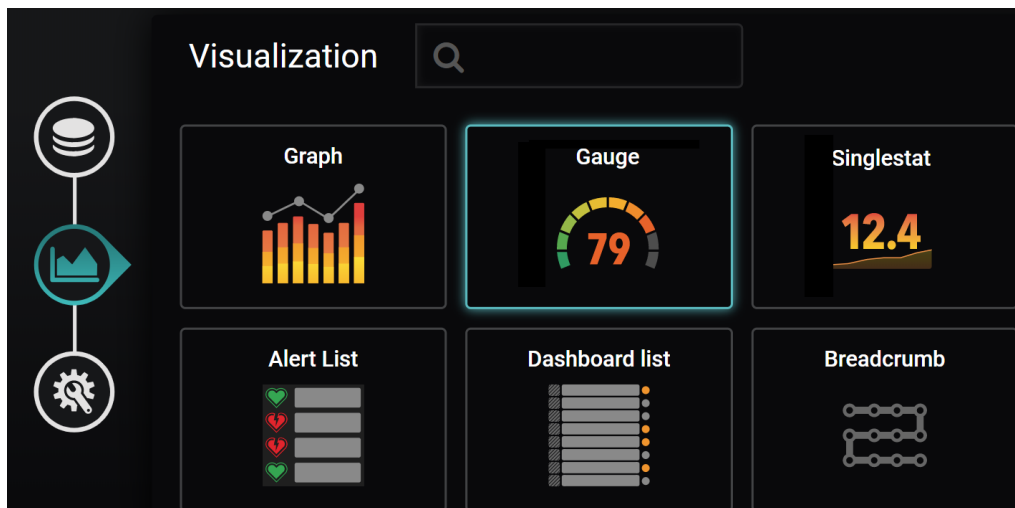 Visualization
Graph
Gauge
Singlestat
79
12.4
Alert List
Dashboard list
Breadcrumb